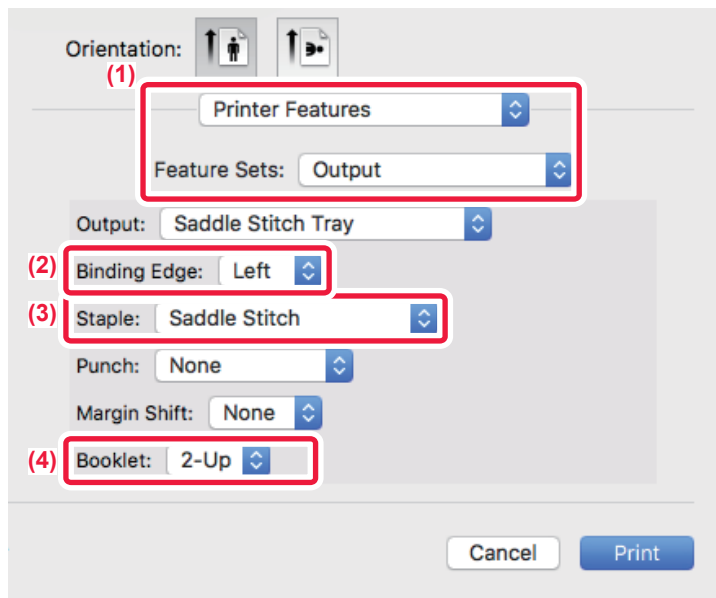 Orientation:
(1)
Printer Features
Feature Sets: Output
Output: Saddle Stitch Tray
(2) Binding Edge: Left
(3) Staple: Saddle Stitch
Punch: None
Margin Shift: None
(4) Booklet: 2-Up
Cancel Print